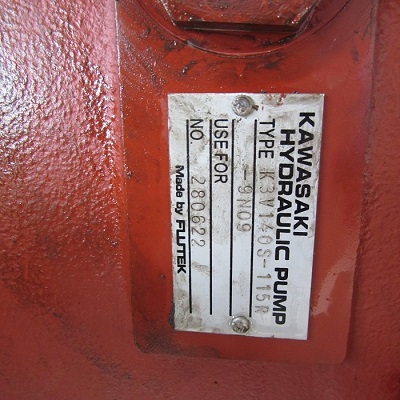 KAWASAKI
HYDRAULIC PUMP
TYPE K3V140S-115R
-9N09
USE FOR
NO. 280622
Made by FLUTEK